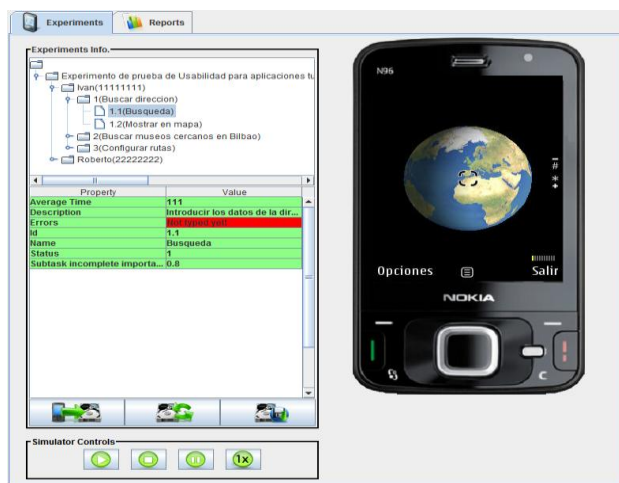 Experiments
Reports
Experiments Info.
Experimento de prueba de Usabilidad para aplicaciones tu
Ivan(11111111)
1(Buscar direccion)
1.1(Busqueda)
1.2(Mostrar en mapa)
2(Buscar museos cercanos en Bilbao)
3(Configurar rutas)
Roberto(22222222)
Property Value
Average Time 111
Description Introducir los datos de la dir...
Errors Not typed yet!
Id 1.1
Name Busqueda
Status 1
Subtask incomplete importa... 0.8
Simulator Controls
1x
N96
#
*
Opciones Salir
NOKIA
C